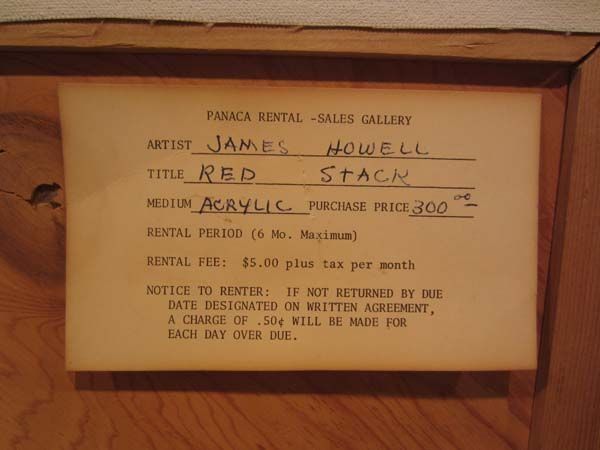 PANACA RENTAL -SALES GALLERY
ARTIST JAMES HOWELL
TITLE RED STACK
MEDIUM ACRYLIC PURCHASE PRICE 300 00
RENTAL PERIOD (6 Mo. Maximum)
RENTAL FEE: $5.00 plus tax per month
NOTICE TO RENTER: IF NOT RETURNED BY DUE
DATE DESIGNATED ON WRITTEN AGREEMENT,
A CHARGE OF .50¢ WILL BE MADE FOR
EACH DAY OVER DUE.